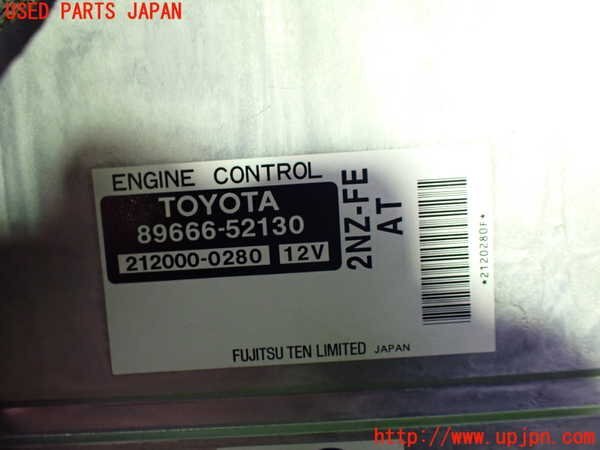 USED PARTS JAPAN
ENGINE CONTROL
TOYOTA
89666-52130
212000-0280 12V
2NZ-FE
AT
*2120280F*
FUJITSU TEN LIMITED JAPAN
http://www.upjpn.com/